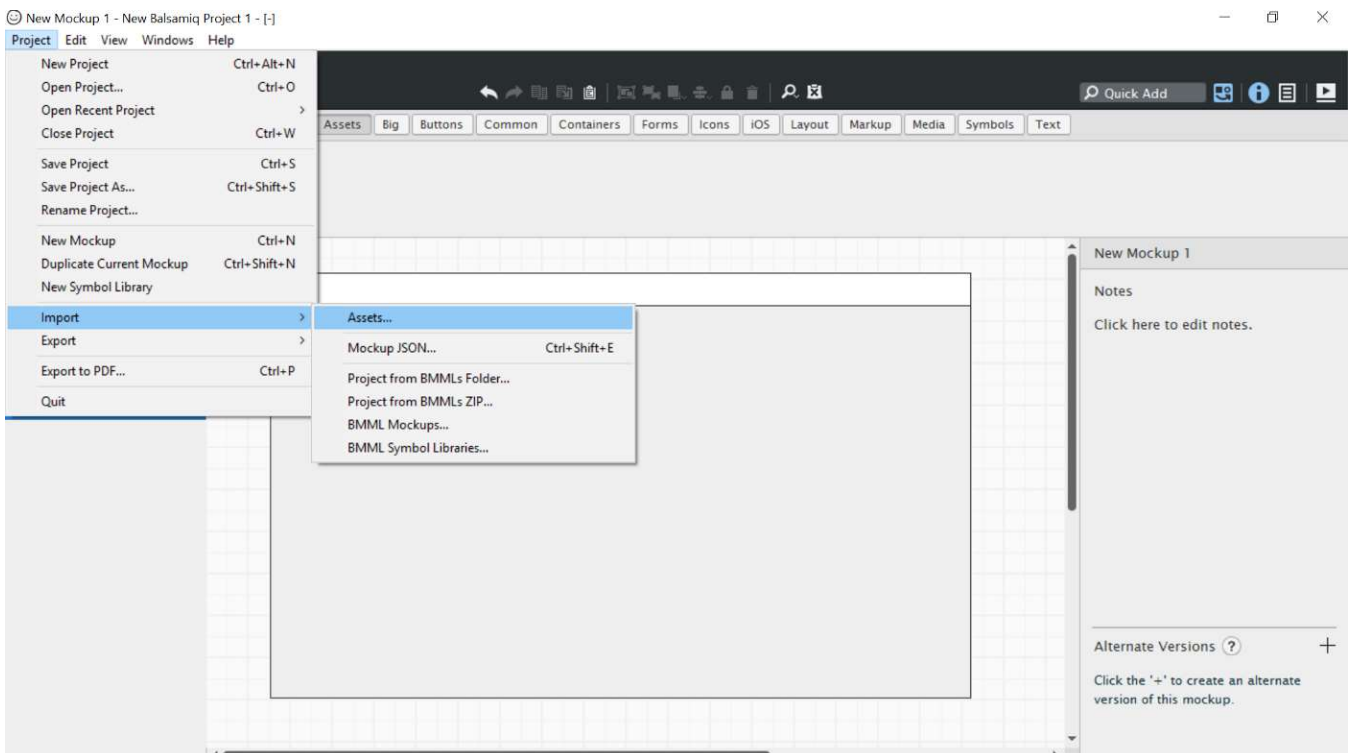 New Mockup 1 - New Balsamiq Project 1 - [-]
Project Edit View Windows Help
New Project Ctrl+Alt+N
Open Project... Ctrl+O
Open Recent Project
Close Project Ctrl+W
Save Project Ctrl+S
Save Project As... Ctrl+Shift+S
Rename Project...
New Mockup Ctrl+N
Duplicate Current Mockup Ctrl+Shift+N
New Symbol Library
Import
Export
Export to PDF... Ctrl+P
Quit
Assets...
Mockup JSON... Ctrl+Shift+E
Project from BMMLs Folder...
Project from BMMLs ZIP...
BMML Mockups...
BMML Symbol Libraries...
Quick Add
Assets Big Buttons Common Containers Forms Icons iOS Layout Markup Media Symbols Text
New Mockup 1
Notes
Click here to edit notes.
Alternate Versions ?
Click the '+' to create an alternate
version of this mockup.